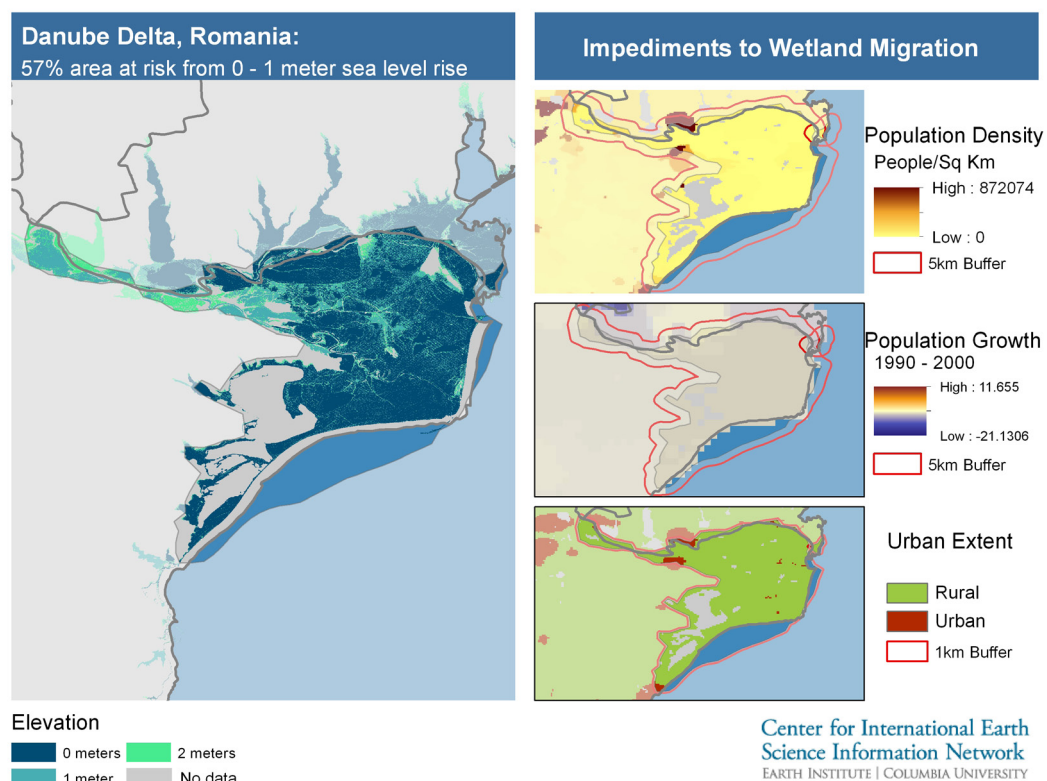 Danube Delta, Romania:
57% area at risk from 0 - 1 meter sea level rise
Impediments to Wetland Migration
Population Density
People/Sq Km
High : 872074
Low : 0
5km Buffer
Population Growth
1990 - 2000
High : 11.655
Low : -21.1306
5km Buffer
Urban Extent
Rural
Urban
1km Buffer
Elevation
0 meters
2 meters
1 meter
No data
Center for International Earth
Science Information Network
EARTH INSTITUTE | COLUMBIA UNIVERSITY